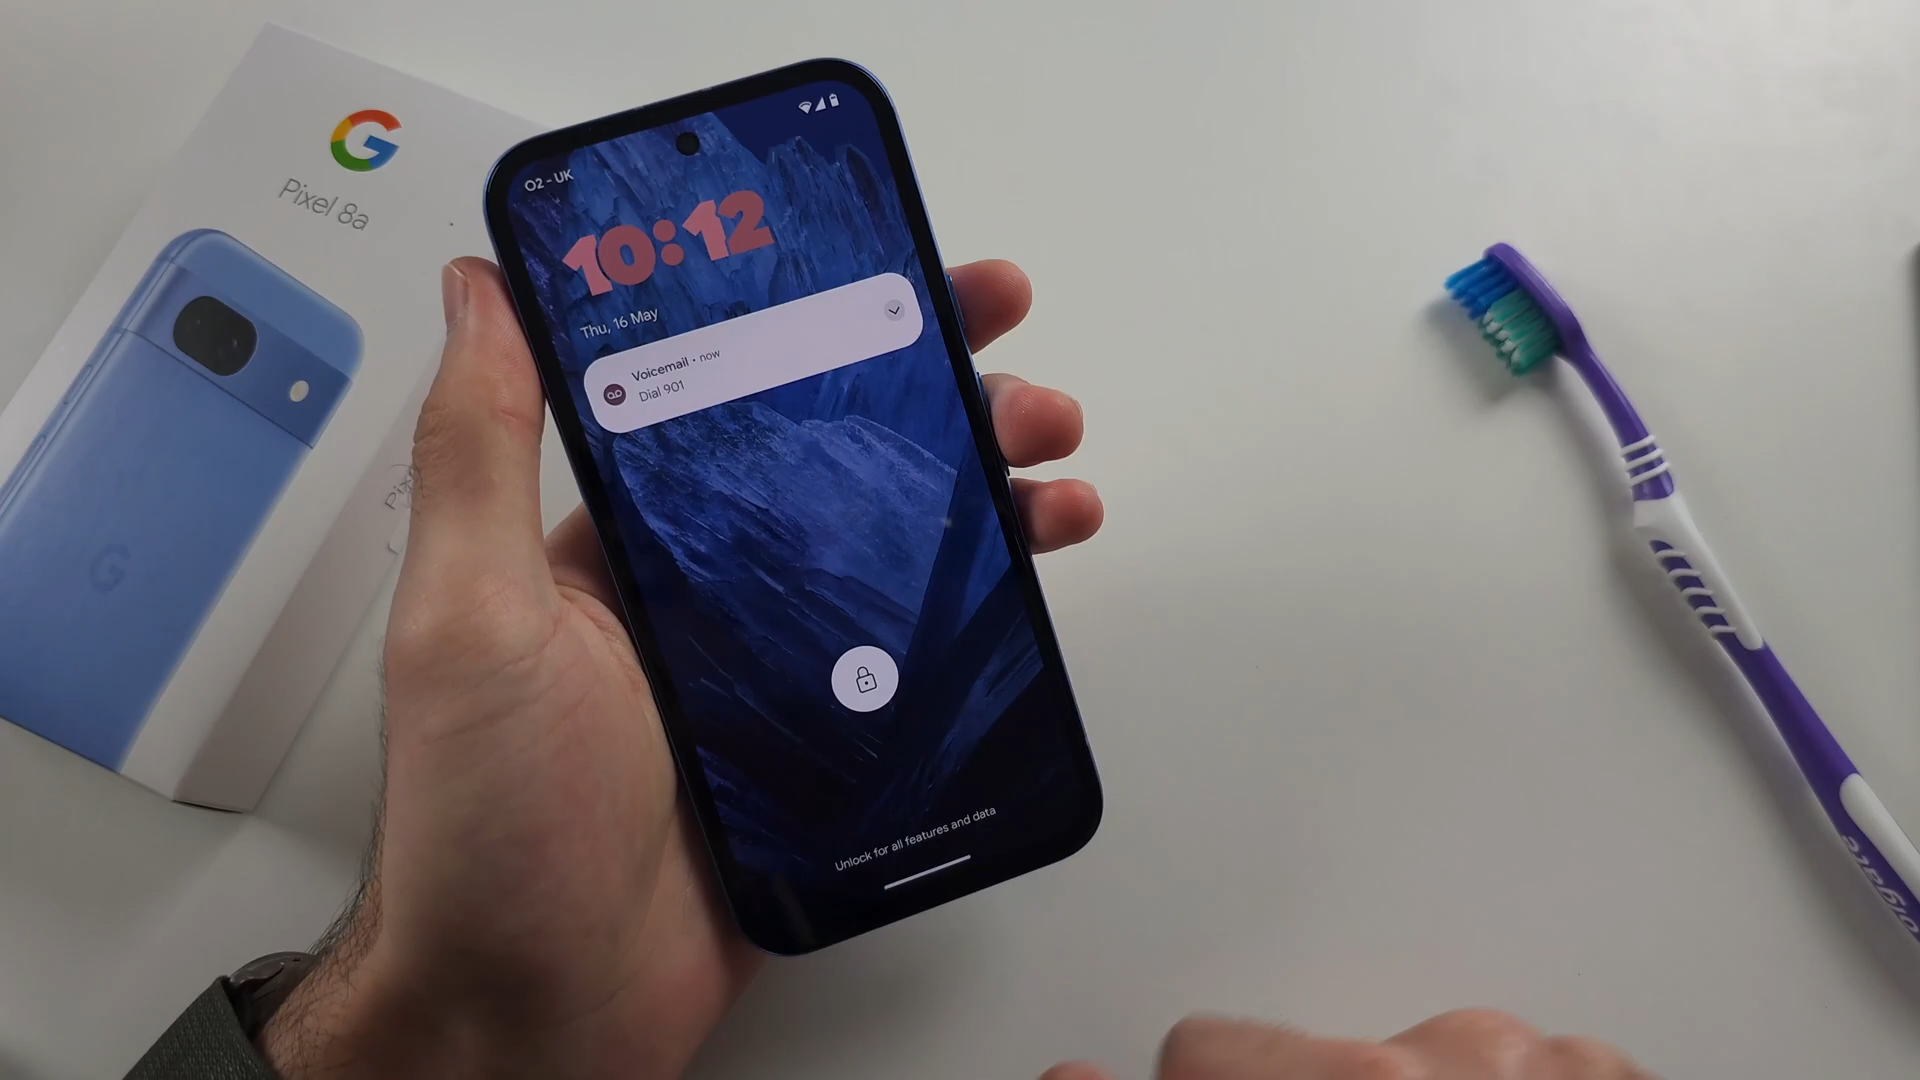 G
Pixel 8a
O2 - UK
10:12
Thu, 16 May
Voicemail • now
Dial 901
Unlock for all features and data
olgate